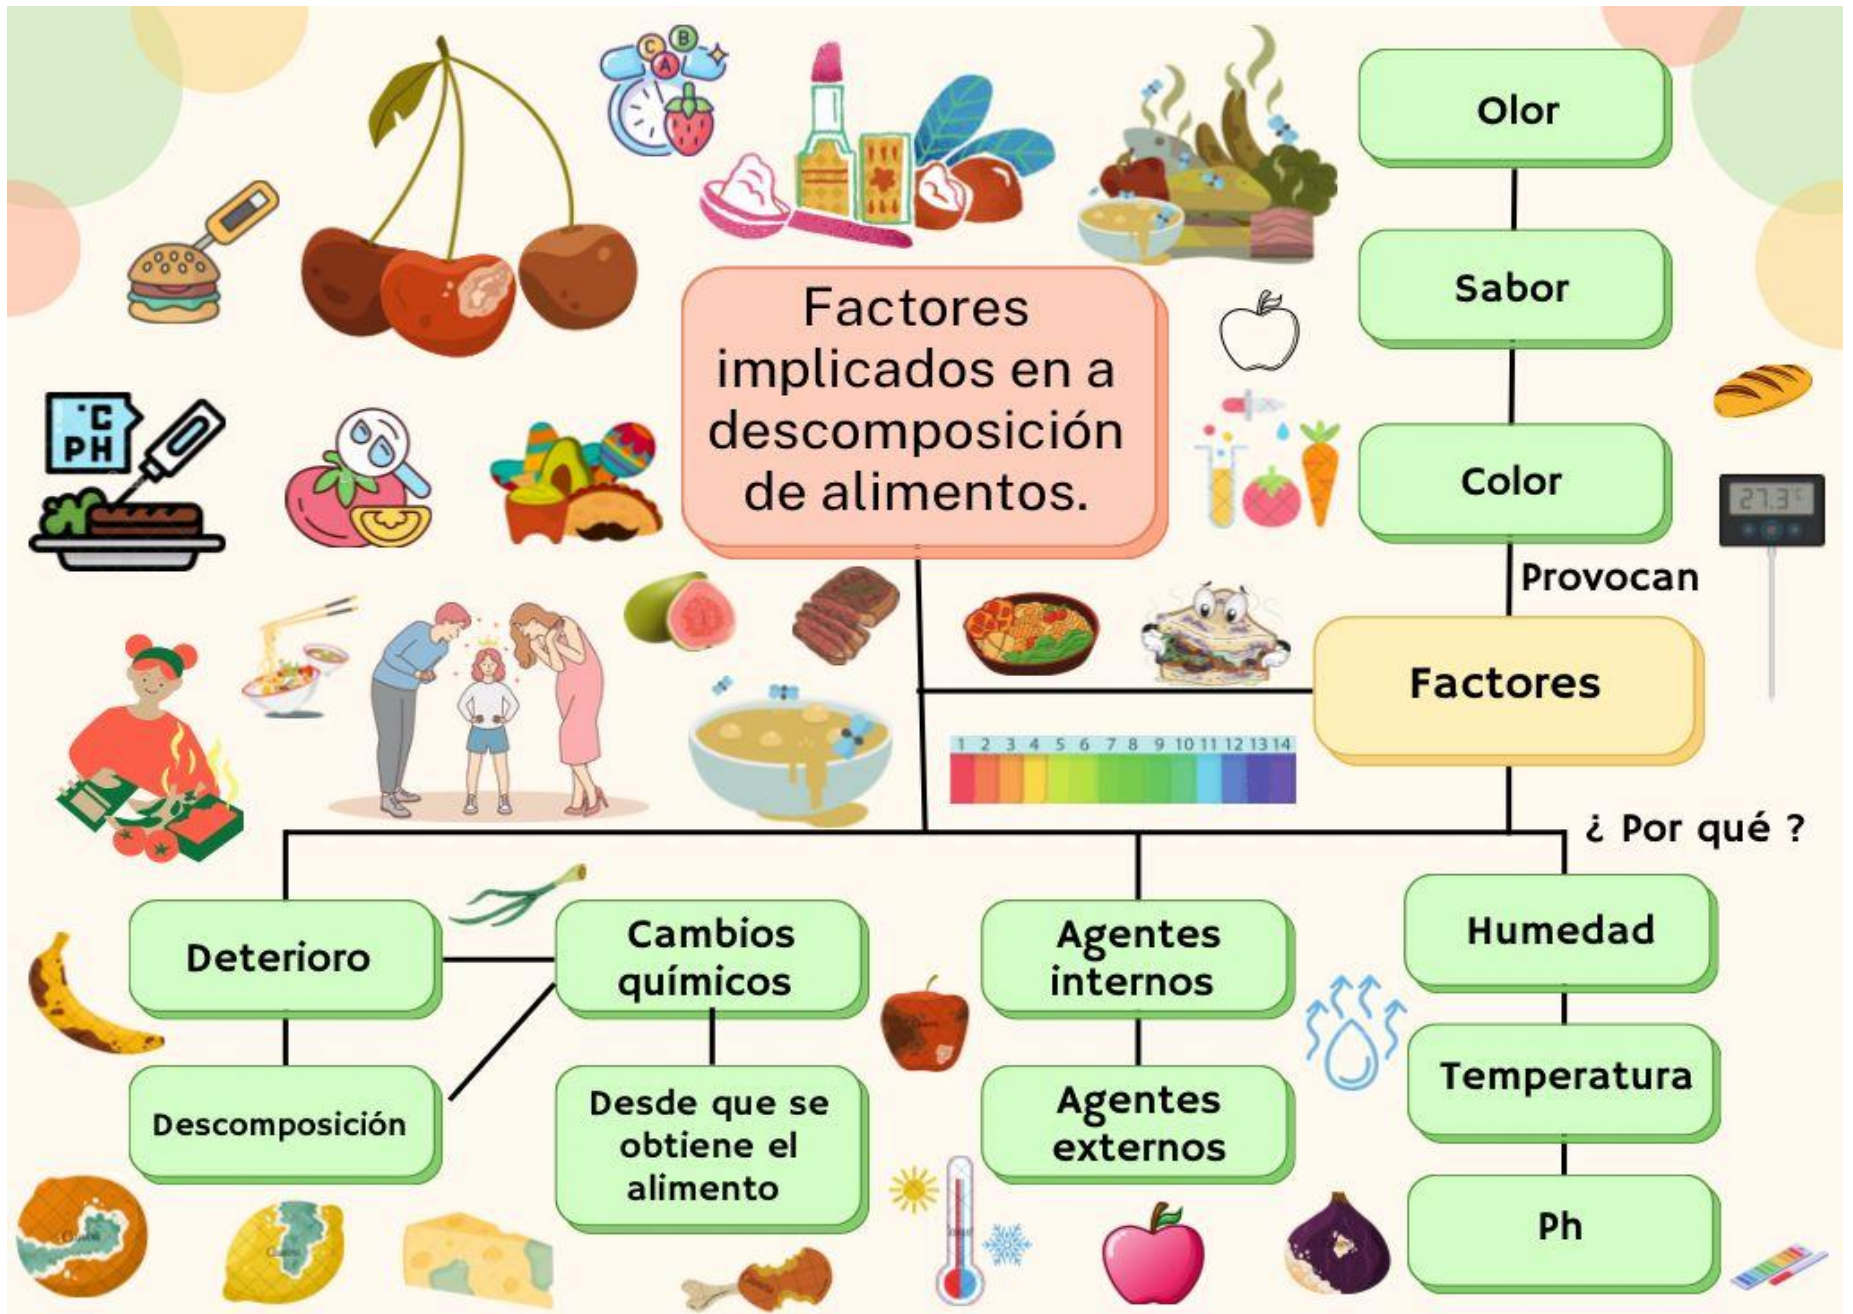 C
B
A
Olor
Sabor
Factores
implicados en a
descomposición
de alimentos.
°C
PH
Color
27.3°C
Provocan
Factores
1 2 3 4 5 6 7 8 9 10 11 12 13 14
¿ Por qué ?
Deterioro
Cambios
químicos
Agentes
internos
Humedad
Descomposición
Desde que se
obtiene el
alimento
Agentes
externos
Temperatura
Ph